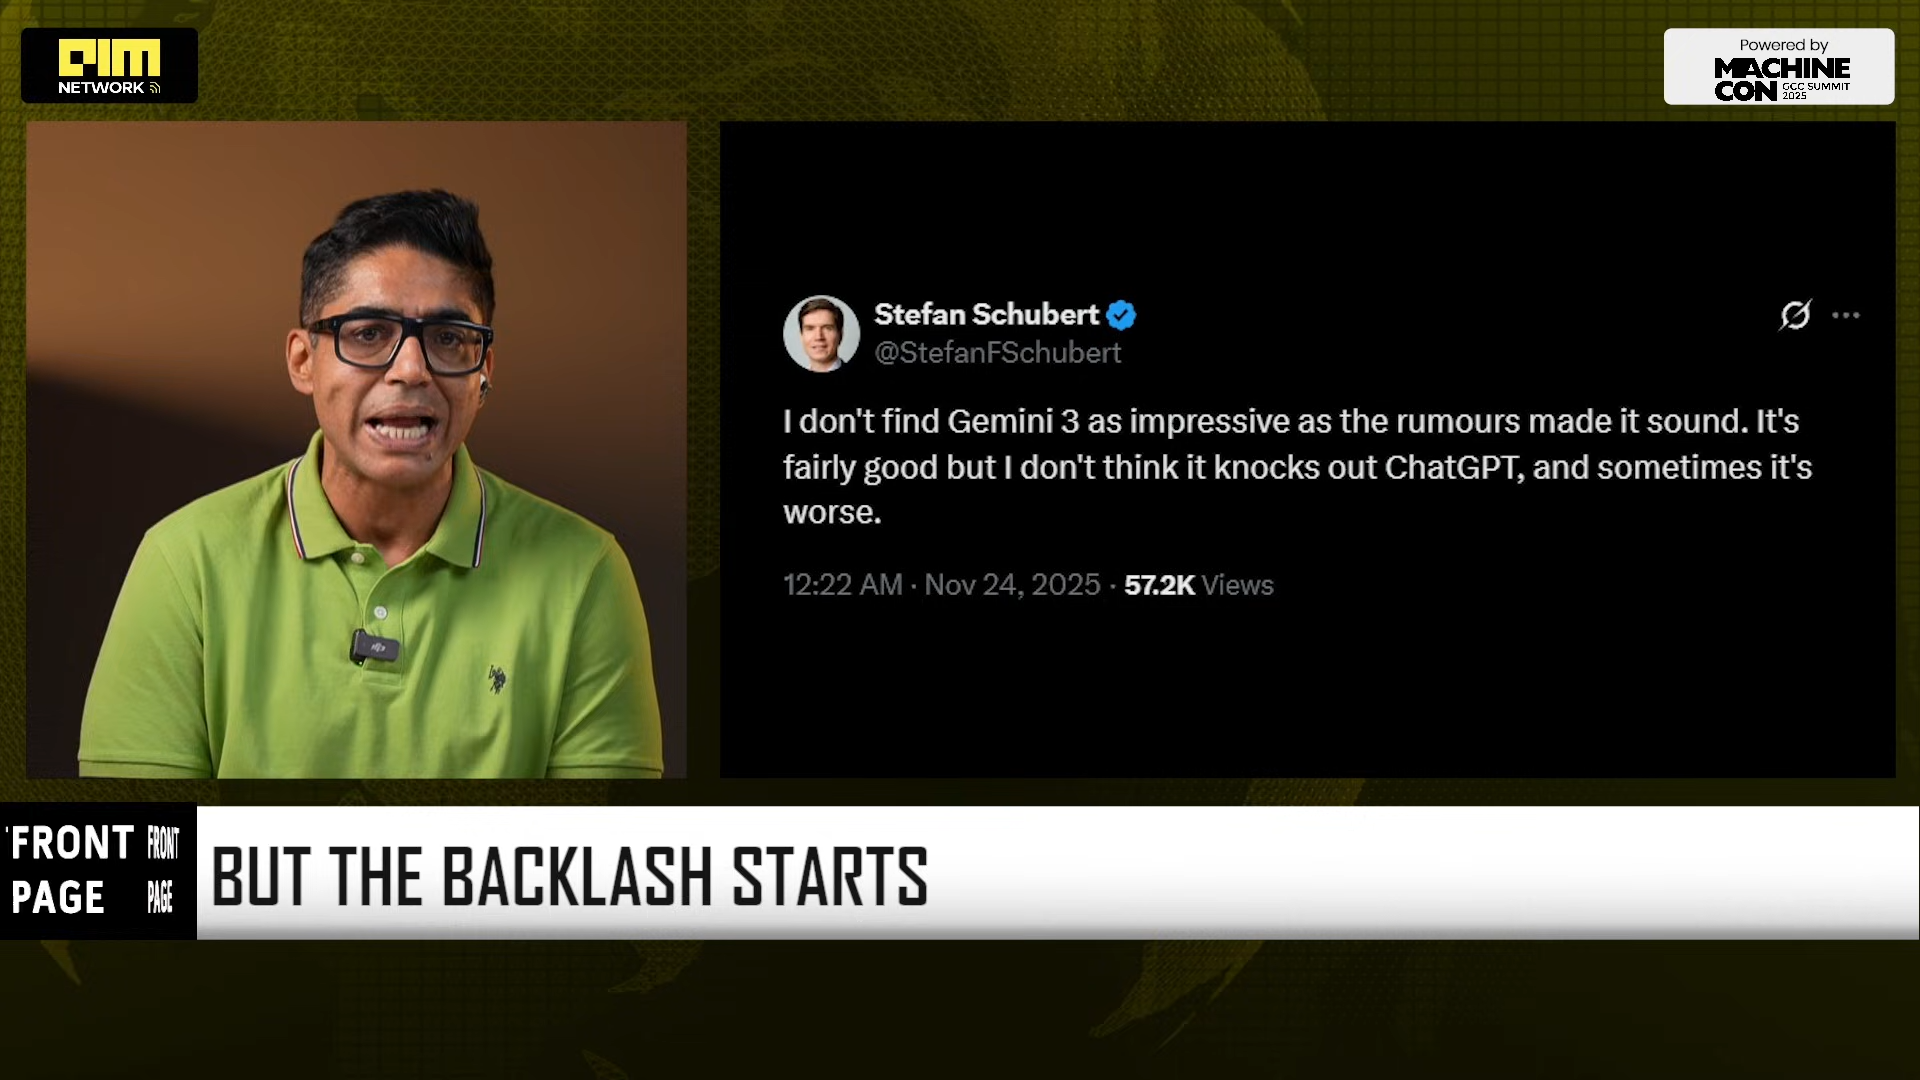 AIM
NETWORK
Powered by
MACHINE
CON GCC SUMMIT
2025
Stefan Schubert
@StefanFSchubert
I don't find Gemini 3 as impressive as the rumours made it sound. It's
fairly good but I don't think it knocks out ChatGPT, and sometimes it's
worse.
12:22 AM · Nov 24, 2025 · 57.2K Views
FRONT FRONT
PAGE PAGE
BUT THE BACKLASH STARTS